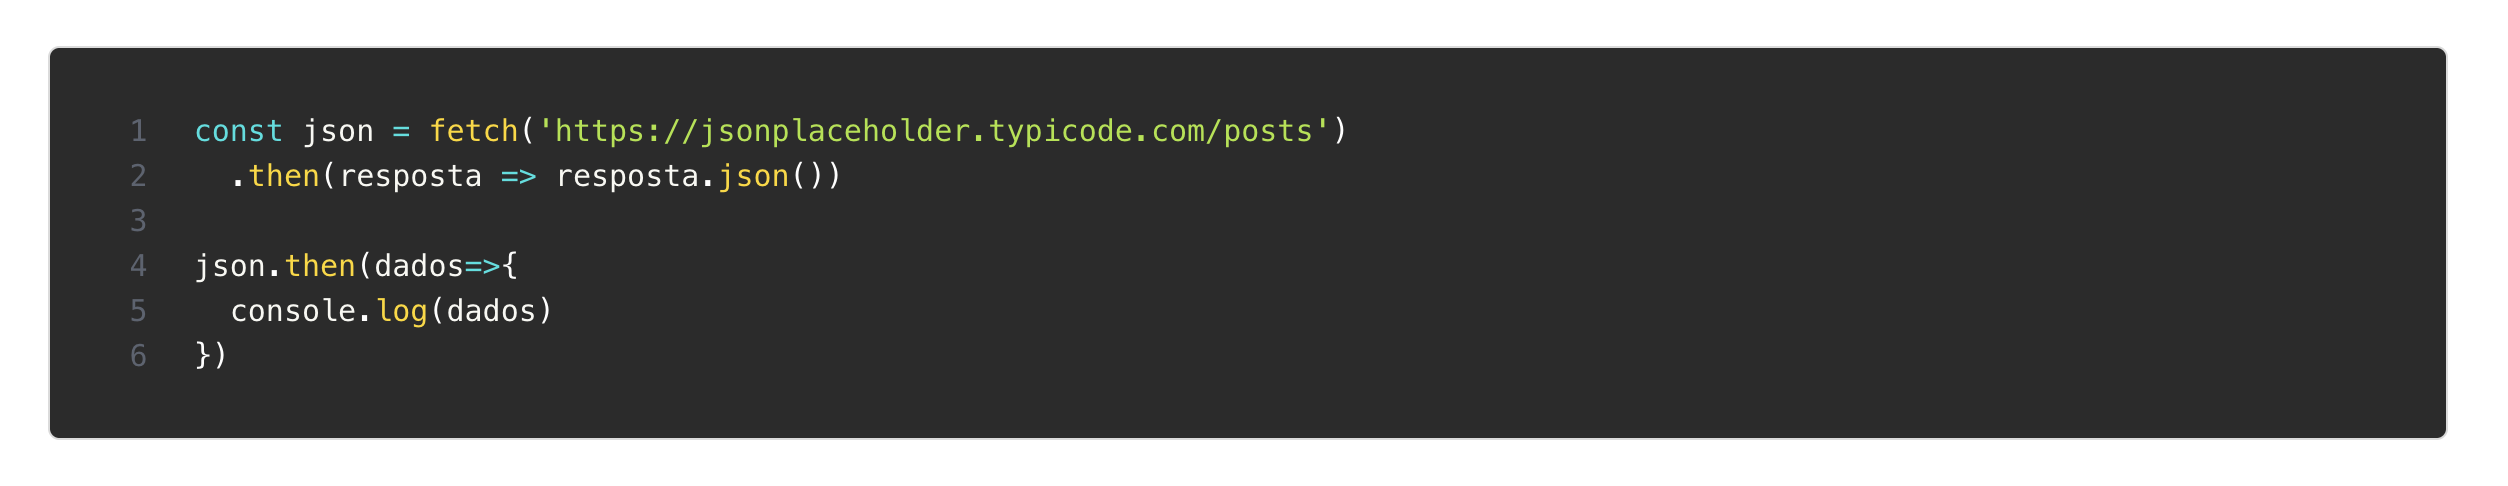 1 const json = fetch('https://jsonplaceholder.typicode.com/posts')
2   .then(resposta => resposta.json())
3
4 json.then(dados=>{
5   console.log(dados)
6 })